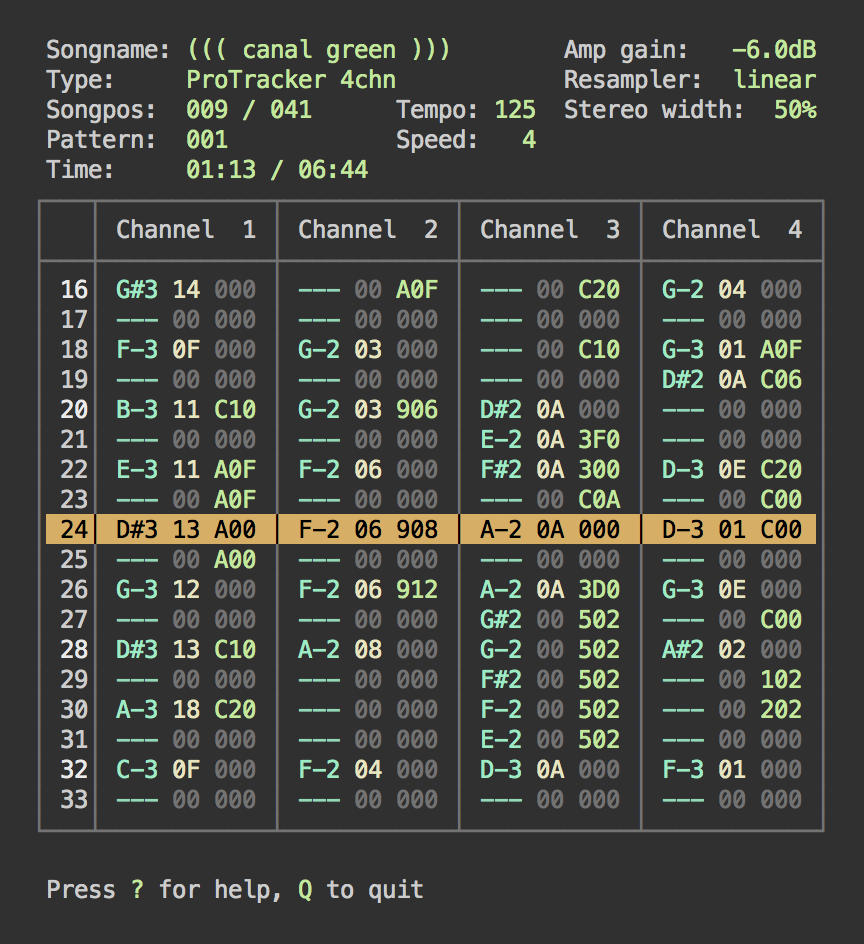 Songname: ((( canal green ))) Amp gain: -6.0dB
Type: ProTracker 4chn Resampler: linear
Songpos: 009 / 041 Tempo: 125 Stereo width: 50%
Pattern: 001 Speed: 4
Time: 01:13 / 06:44
Channel 1 Channel 2 Channel 3 Channel 4
16 G#3 14 000 --- 00 A0F --- 00 C20 G-2 04 000
17 --- 00 000 --- 00 000 --- 00 000 --- 00 000
18 F-3 0F 000 G-2 03 000 --- 00 C10 G-3 01 A0F
19 --- 00 000 --- 00 000 --- 00 000 D#2 0A C06
20 B-3 11 C10 G-2 03 906 D#2 0A 000 --- 00 000
21 --- 00 000 --- 00 000 E-2 0A 3F0 --- 00 000
22 E-3 11 A0F F-2 06 000 F#2 0A 300 D-3 0E C20
23 --- 00 A0F --- 00 000 --- 00 C0A --- 00 C00
24 D#3 13 A00 F-2 06 908 A-2 0A 000 D-3 01 C00
25 --- 00 A00 --- 00 000 --- 00 000 --- 00 000
26 G-3 12 000 F-2 06 912 A-2 0A 3D0 G-3 0E 000
27 --- 00 000 --- 00 000 G#2 00 502 --- 00 C00
28 D#3 13 C10 A-2 08 000 G-2 00 502 A#2 02 000
29 --- 00 000 --- 00 000 F#2 00 502 --- 00 102
30 A-3 18 C20 --- 00 000 F-2 00 502 --- 00 202
31 --- 00 000 --- 00 000 E-2 00 502 --- 00 000
32 C-3 0F 000 F-2 04 000 D-3 0A 000 F-3 01 000
33 --- 00 000 --- 00 000 --- 00 000 --- 00 000
Press ? for help, Q to quit